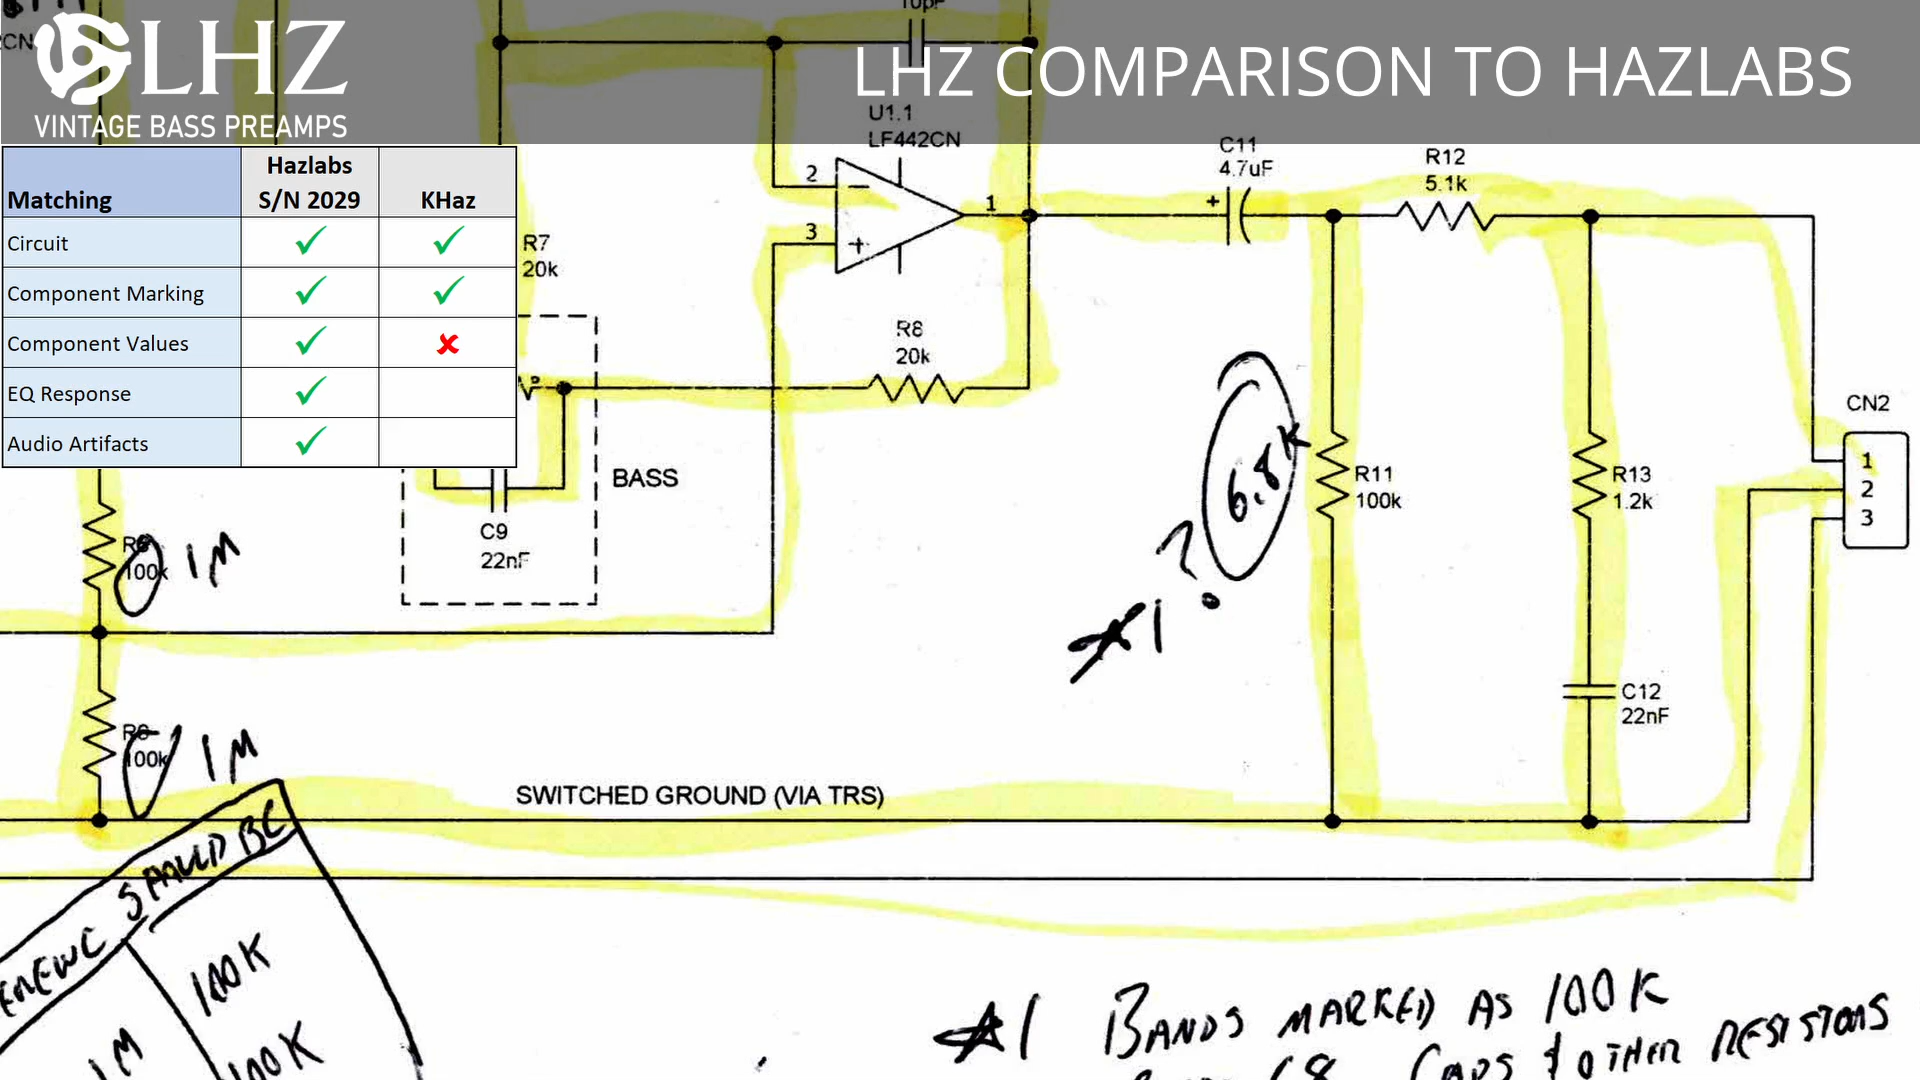 10pF
CN
LHZ
VINTAGE BASS PREAMPS
LHZ COMPARISON TO HAZLABS
U1.1
LF442CN
Matching
Hazlabs
S/N 2029
KHaz
Circuit
Component Marking
Component Values
EQ Response
Audio Artifacts
R7
20k
2
3
1
C11
4.7uF
+
R12
5.1k
R8
20k
6.8K
R11
100k
R13
1.2k
CN2
1
2
3
BASS
C9
22nF
100k
1M
*1?
C12
22nF
100k
1M
SWITCHED GROUND (VIA TRS)
SHOULD BE
100K
1M
100K
*1 BANDS MARKED AS 100K
CAPS & OTHER RESISTORS